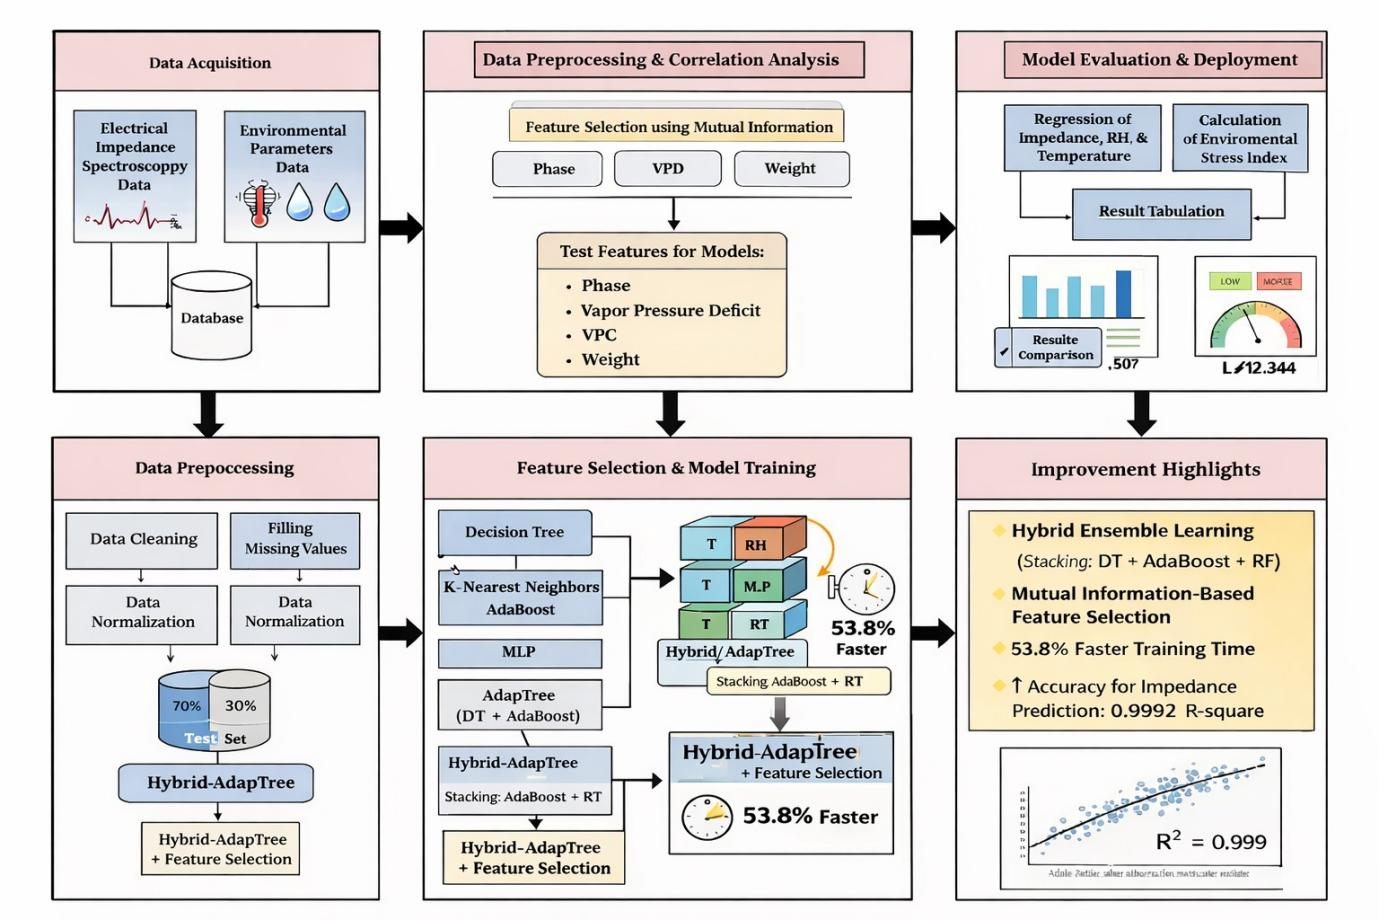 Data Acquisition
Electrical
Impedance
Spectroscoppy
Data
Environmental
Parameters
Data
Database
Data Preprocessing & Correlation Analysis
Feature Selection using Mutual Information
Phase
VPD
Weight
Test Features for Models:
• Phase
• Vapor Pressure Deficit
• VPC
• Weight
Model Evaluation & Deployment
Regression of
Impedance, RH, &
Temperature
Calculation
of Enviromental
Stress Index
Result Tabulation
✓ Resulte
Comparison
.507
LOW
L⁄12.344
Data Prepoccessing
Data Cleaning
Filling
Missing Values
Data
Normalization
Data
Normalization
70%
30%
Test Set
Hybrid-AdapTree
Hybrid-AdapTree
+ Feature Selection
Feature Selection & Model Training
Decision Tree
K-Nearest Neighbors
AdaBoost
MLP
AdapTree
(DT + AdaBoost)
Hybrid-AdapTree
Stacking: AdaBoost + RT
Hybrid-AdapTree
+ Feature Selection
T RH
T M.P
T RT
53.8%
Faster
Hybrid/AdapTree
Stacking AdaBoost + RT
Hybrid-AdapTree
+ Feature Selection
53.8% Faster
Improvement Highlights
Hybrid Ensemble Learning
(Stacking: DT + AdaBoost + RF)
Mutual Information-Based
Feature Selection
53.8% Faster Training Time
↑ Accuracy for Impedance
Prediction: 0.9992 R-square
R² = 0.999